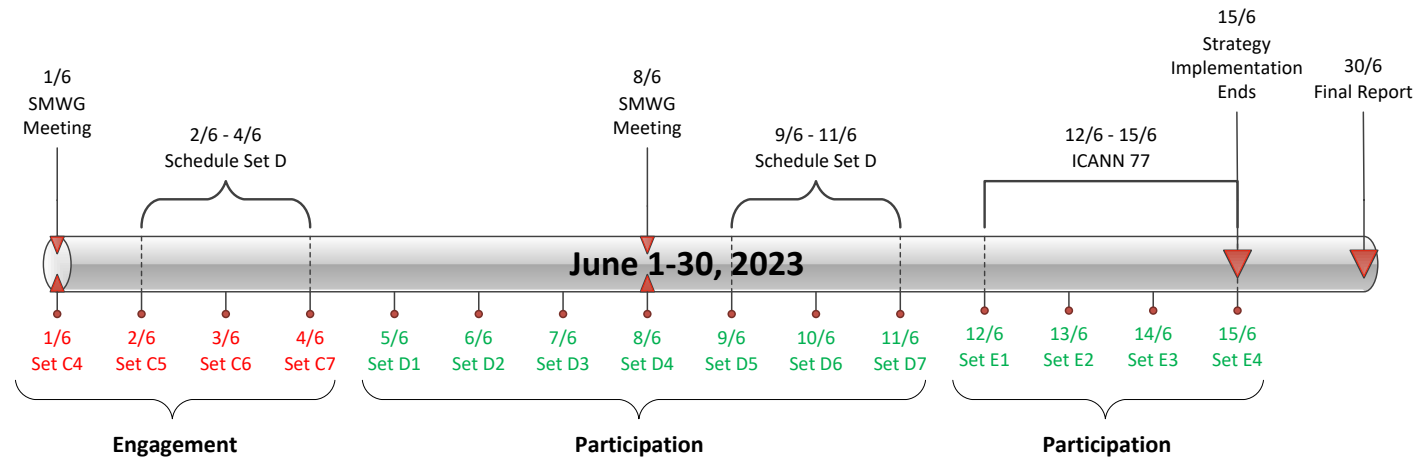 1/6
SMWG
Meeting
2/6 - 4/6
Schedule Set D
8/6
SMWG
Meeting
9/6 - 11/6
Schedule Set D
12/6 - 15/6
ICANN 77
15/6
Strategy
Implementation
Ends
30/6
Final Report
June 1-30, 2023
1/6
Set C4
2/6
Set C5
3/6
Set C6
4/6
Set C7
5/6
Set D1
6/6
Set D2
7/6
Set D3
8/6
Set D4
9/6
Set D5
10/6
Set D6
11/6
Set D7
12/6
Set E1
13/6
Set E2
14/6
Set E3
15/6
Set E4
Engagement
Participation
Participation